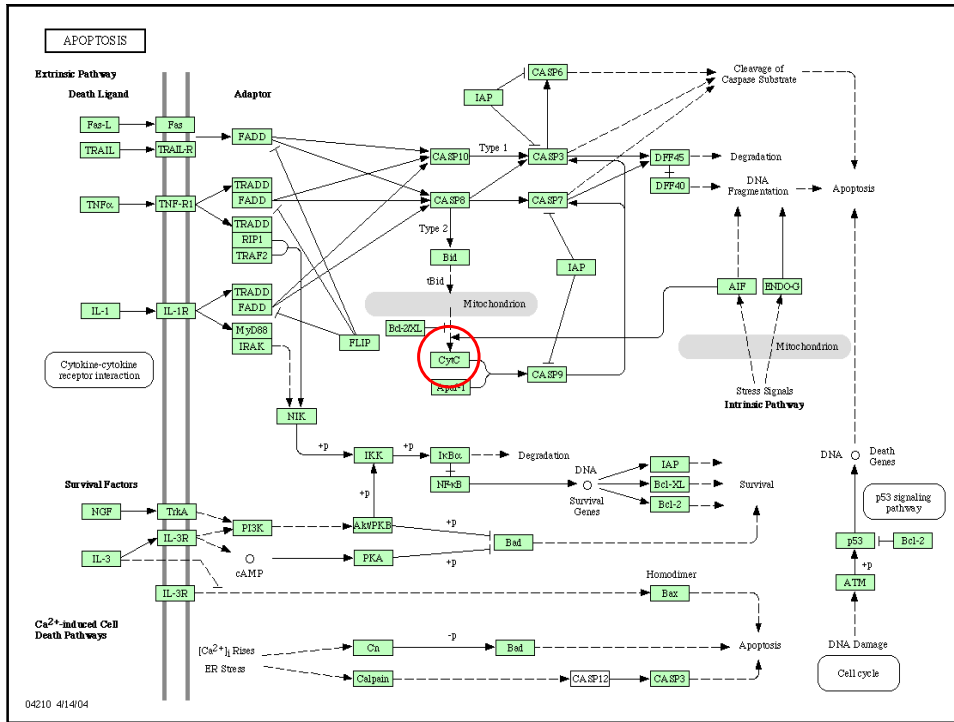 APOPTOSIS
Extrinsic Pathway
Death Ligand
Adaptor
Fas-L
Fas
FADD
TRAIL
TRAIL-R
TNFα
TNF-R1
TRADD
FADD
TRADD
RIP1
TRAF2
IL-1
IL-1R
TRADD
FADD
MyD88
IRAK
FLIP
Cytokine-cytokine
receptor interaction
CASP10
Type 1
CASP3
CASP6
IAP
CASP8
CASP7
Type 2
Bid
tBid
Mitochondrion
Bcl-2/XL
CytC
Apaf-1
CASP9
IAP
Cleavage of
Caspase Substrate
DFF45
Degradation
DFF40
DNA
Fragmentation
Apoptosis
AIF
ENDO-G
Mitochondrion
Stress Signals
Intrinsic Pathway
NIK
+p
IKK
+p
IκBα
Degradation
NF-κB
DNA
Survival
Genes
IAP
Bcl-XL
Bcl-2
Survival
+p
DNA
Death
Genes
p53 signaling
pathway
p53
Bcl-2
+p
ATM
DNA Damage
Cell cycle
Survival Factors
NGF
TrkA
PI3K
Akt/PKB
+p
Bad
IL-3
IL-3R
cAMP
PKA
+p
IL-3R
Homodimer
Bax
Ca2+-induced Cell
Death Pathways
[Ca2+]i Rises
ER Stress
Cn
-p
Bad
Apoptosis
Calpain
CASP12
CASP3
04210 4/14/04